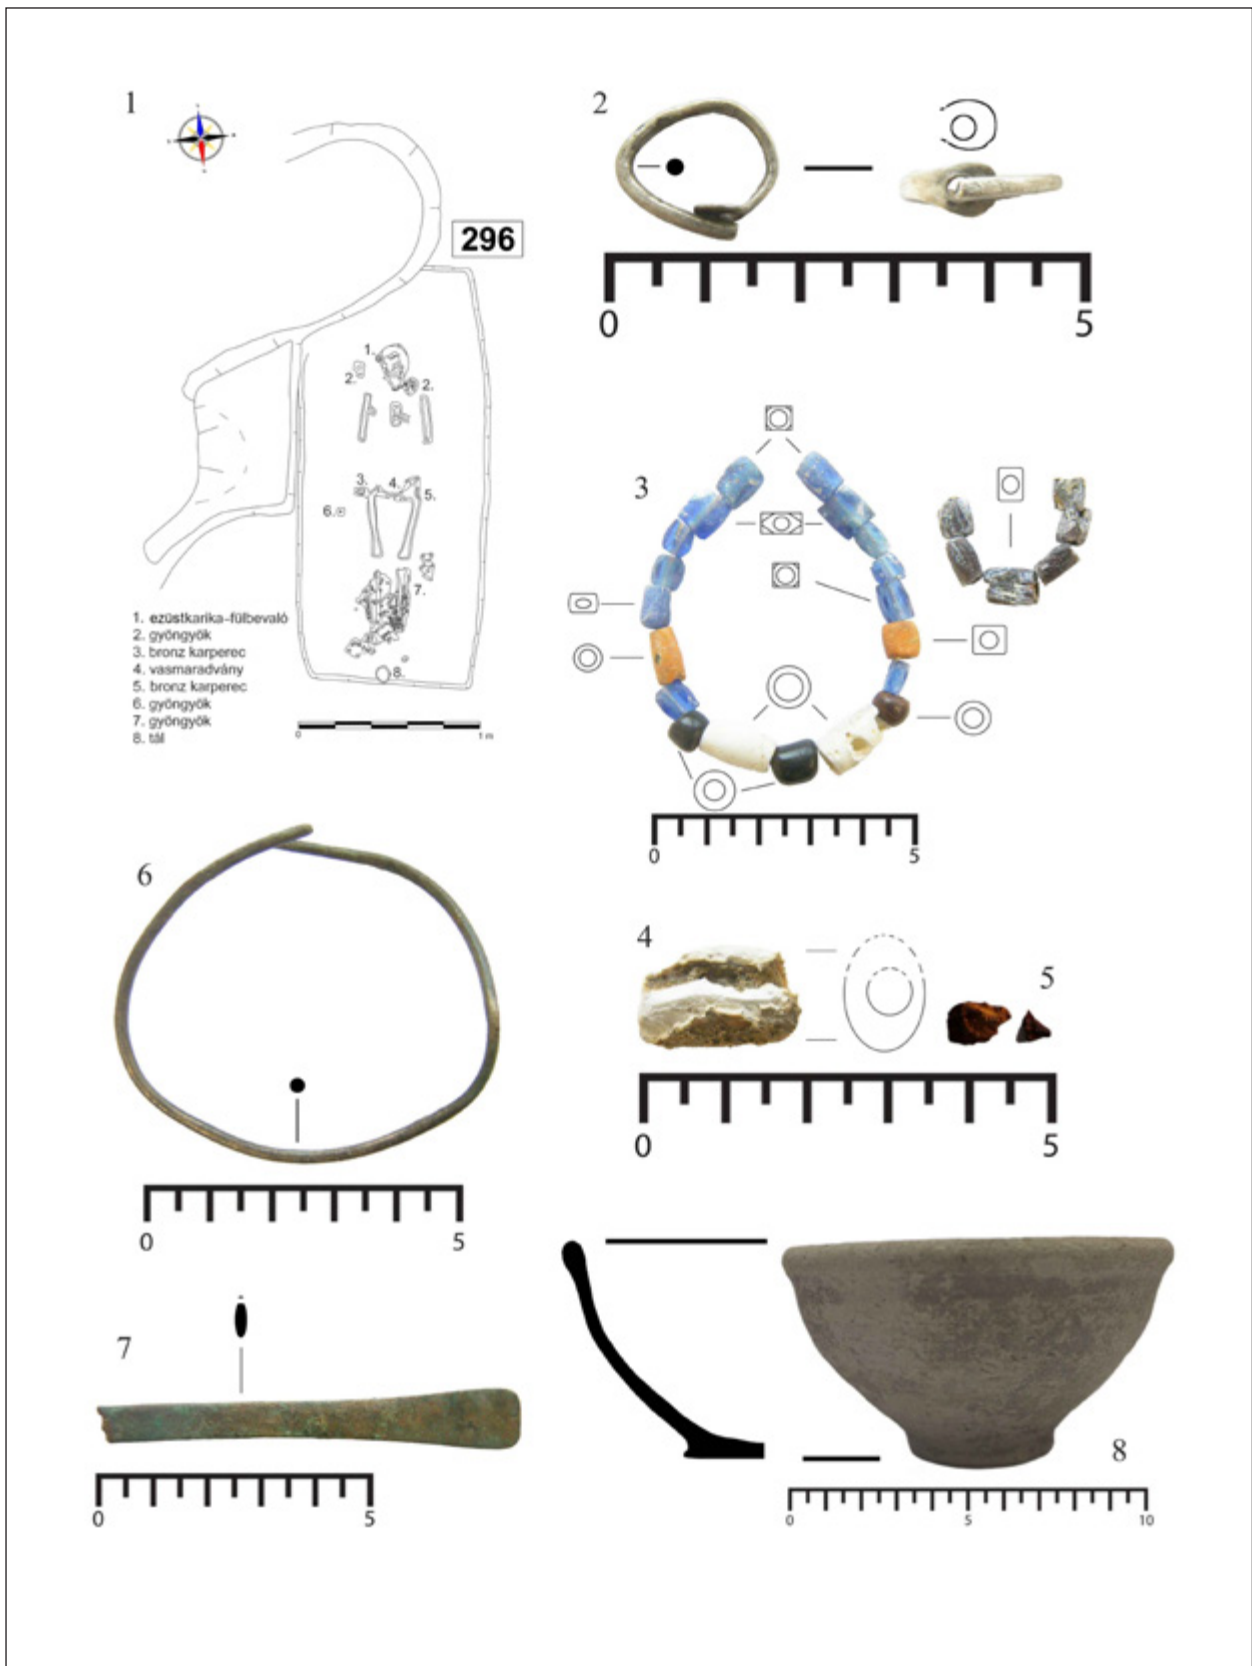 1
2
296
0 5
1.
2.
2.
3.
4.
5.
6.
7.
8.
1. ezüstkarika-fülbevaló
2. gyöngyök
3. bronz karperec
4. vasmaradvány
5. bronz karperec
6. gyöngyök
7. gyöngyök
8. tál
0 1 m
3
0 5
6
0 5
4
5
0 5
7
0 5
8
0 5 10